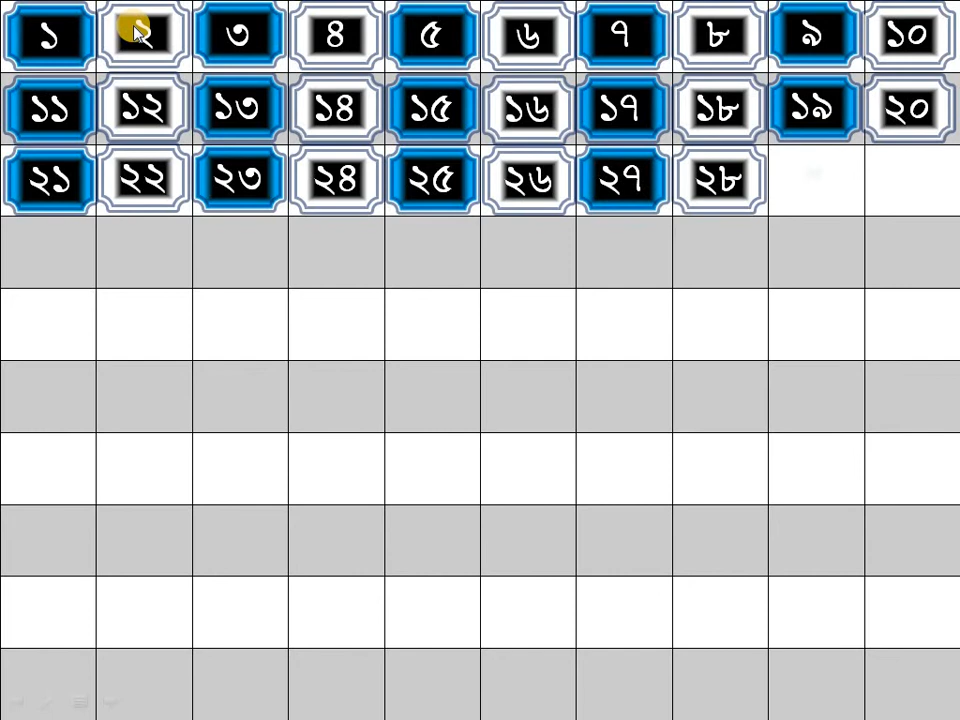 ১ ২ ৩ ৪ ৫ ৬ ৭ ৮ ৯ ১০
১১ ১২ ১৩ ১৪ ১৫ ১৬ ১৭ ১৮ ১৯ ২০
২১ ২২ ২৩ ২৪ ২৫ ২৬ ২৭ ২৮